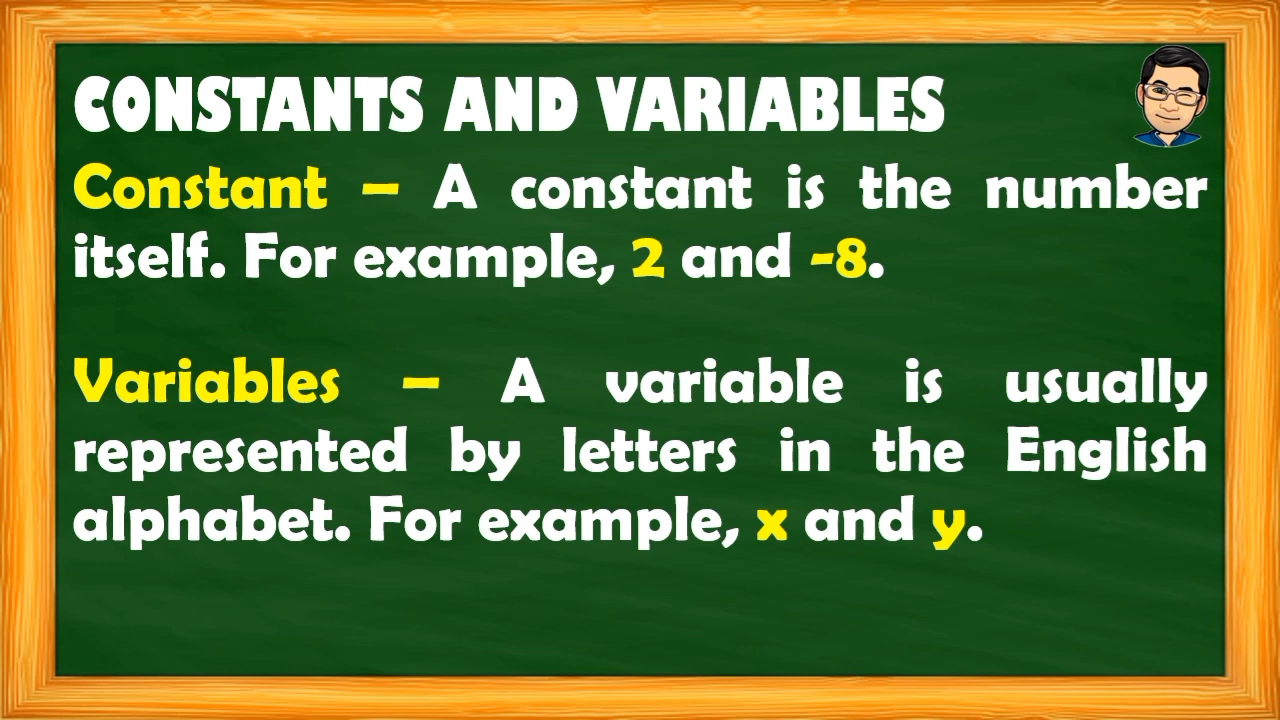 CONSTANTS AND VARIABLES
Constant – A constant is the number
itself. For example, 2 and -8.
Variables – A variable is usually
represented by letters in the English
alphabet. For example, x and y.